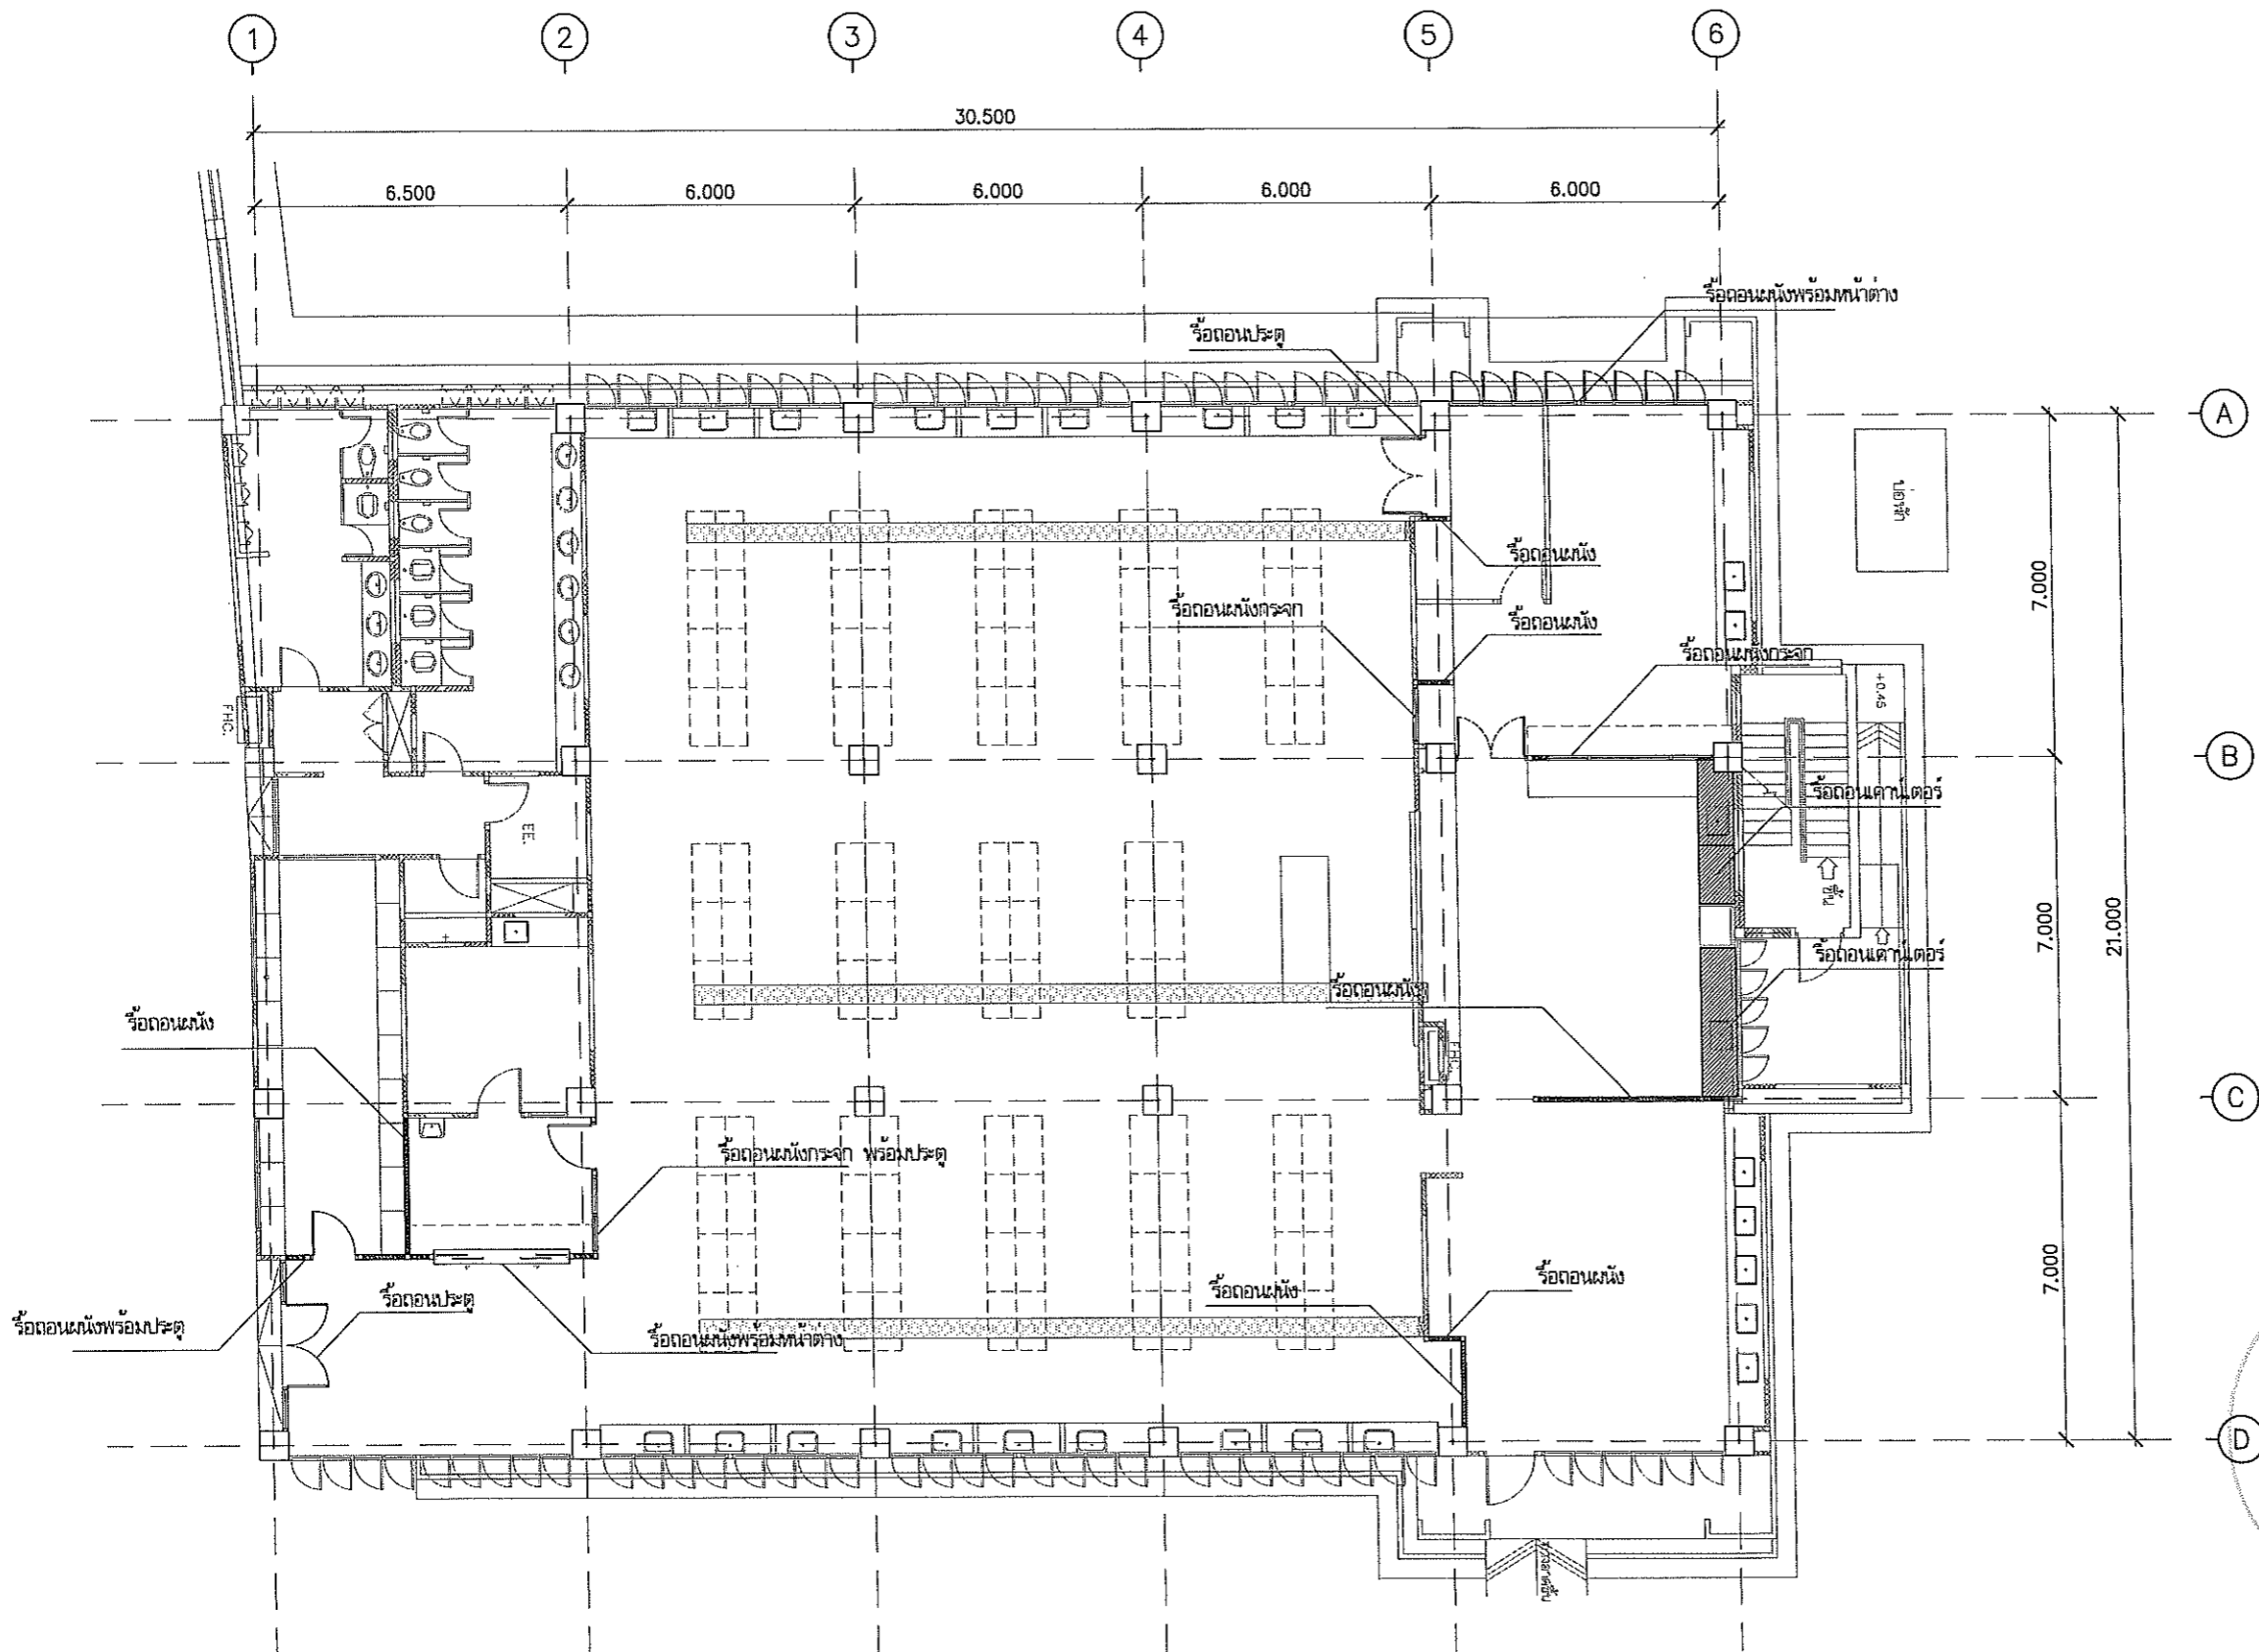 1 2 3 4 5 6
30.500
6.500 6.000 6.000 6.000 6.000
รื้อถอนผนังพร้อมหน้าต่าง
รื้อถอนประตู
A
บ่อบำบัด
รื้อถอนผนัง
7.000
รื้อถอนผนังกระจก
รื้อถอนผนัง
รื้อถอนผนังกระจก
+0.45
FHC.
B
รื้อถอนเคาน์เตอร์
EE.
ขึ้น
7.000
21.000
รื้อถอนเคาน์เตอร์
รื้อถอนผนัง
รื้อถอนผนัง
FHC.
C
รื้อถอนผนังกระจก พร้อมประตู
7.000
รื้อถอนผนัง
รื้อถอนผนัง
รื้อถอนประตู
รื้อถอนผนังพร้อมประตู
รื้อถอนผนังพร้อมหน้าต่าง
D